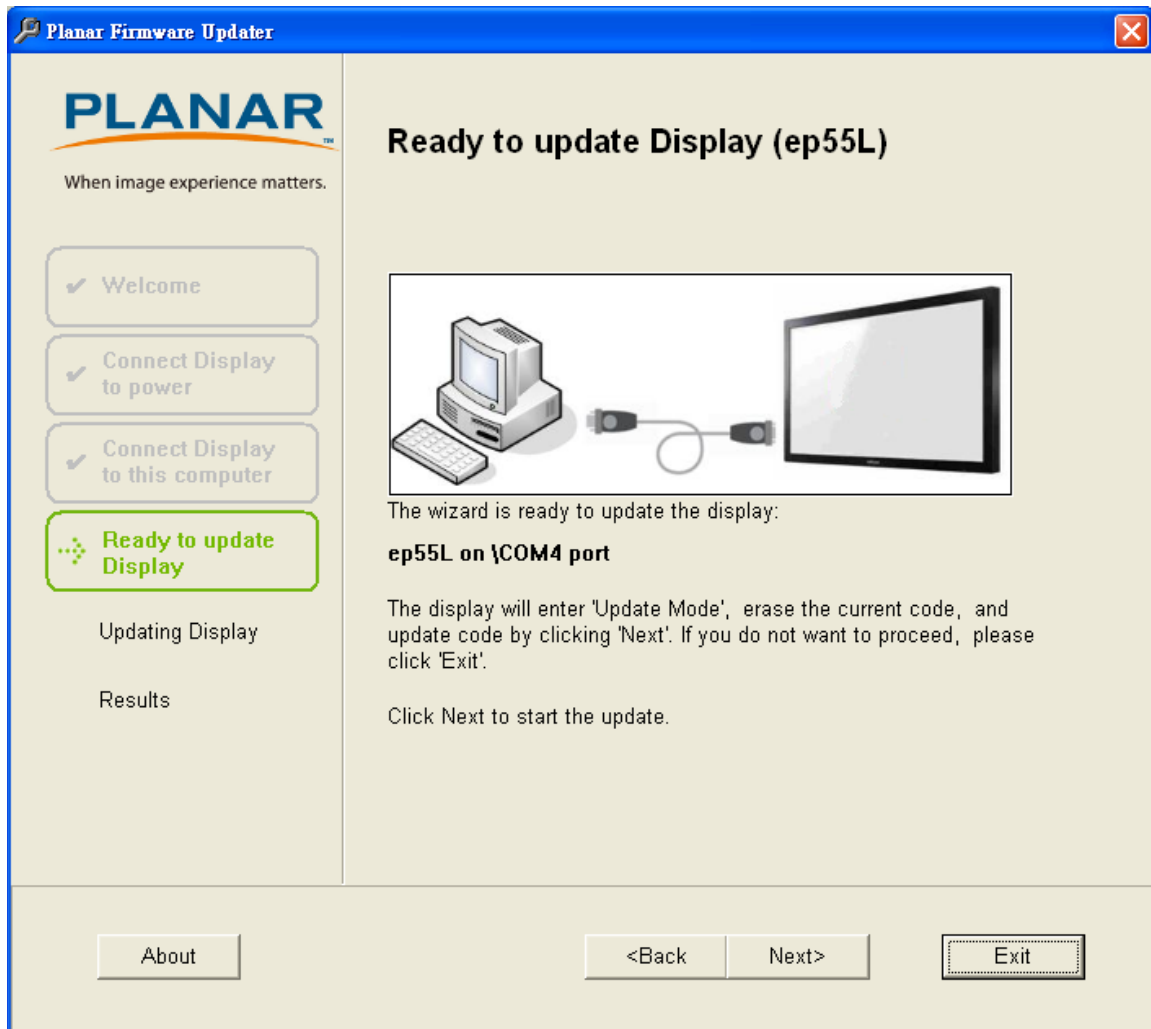 Planar Firmware Updater
PLANAR
TM
When image experience matters.
Welcome
Connect Display
to power
Connect Display
to this computer
Ready to update
Display
Updating Display
Results
Ready to update Display (ep55L)
The wizard is ready to update the display:
ep55L on \COM4 port
The display will enter 'Update Mode', erase the current code, and
update code by clicking 'Next'. If you do not want to proceed, please
click 'Exit'.
Click Next to start the update.
About
<Back
Next>
Exit